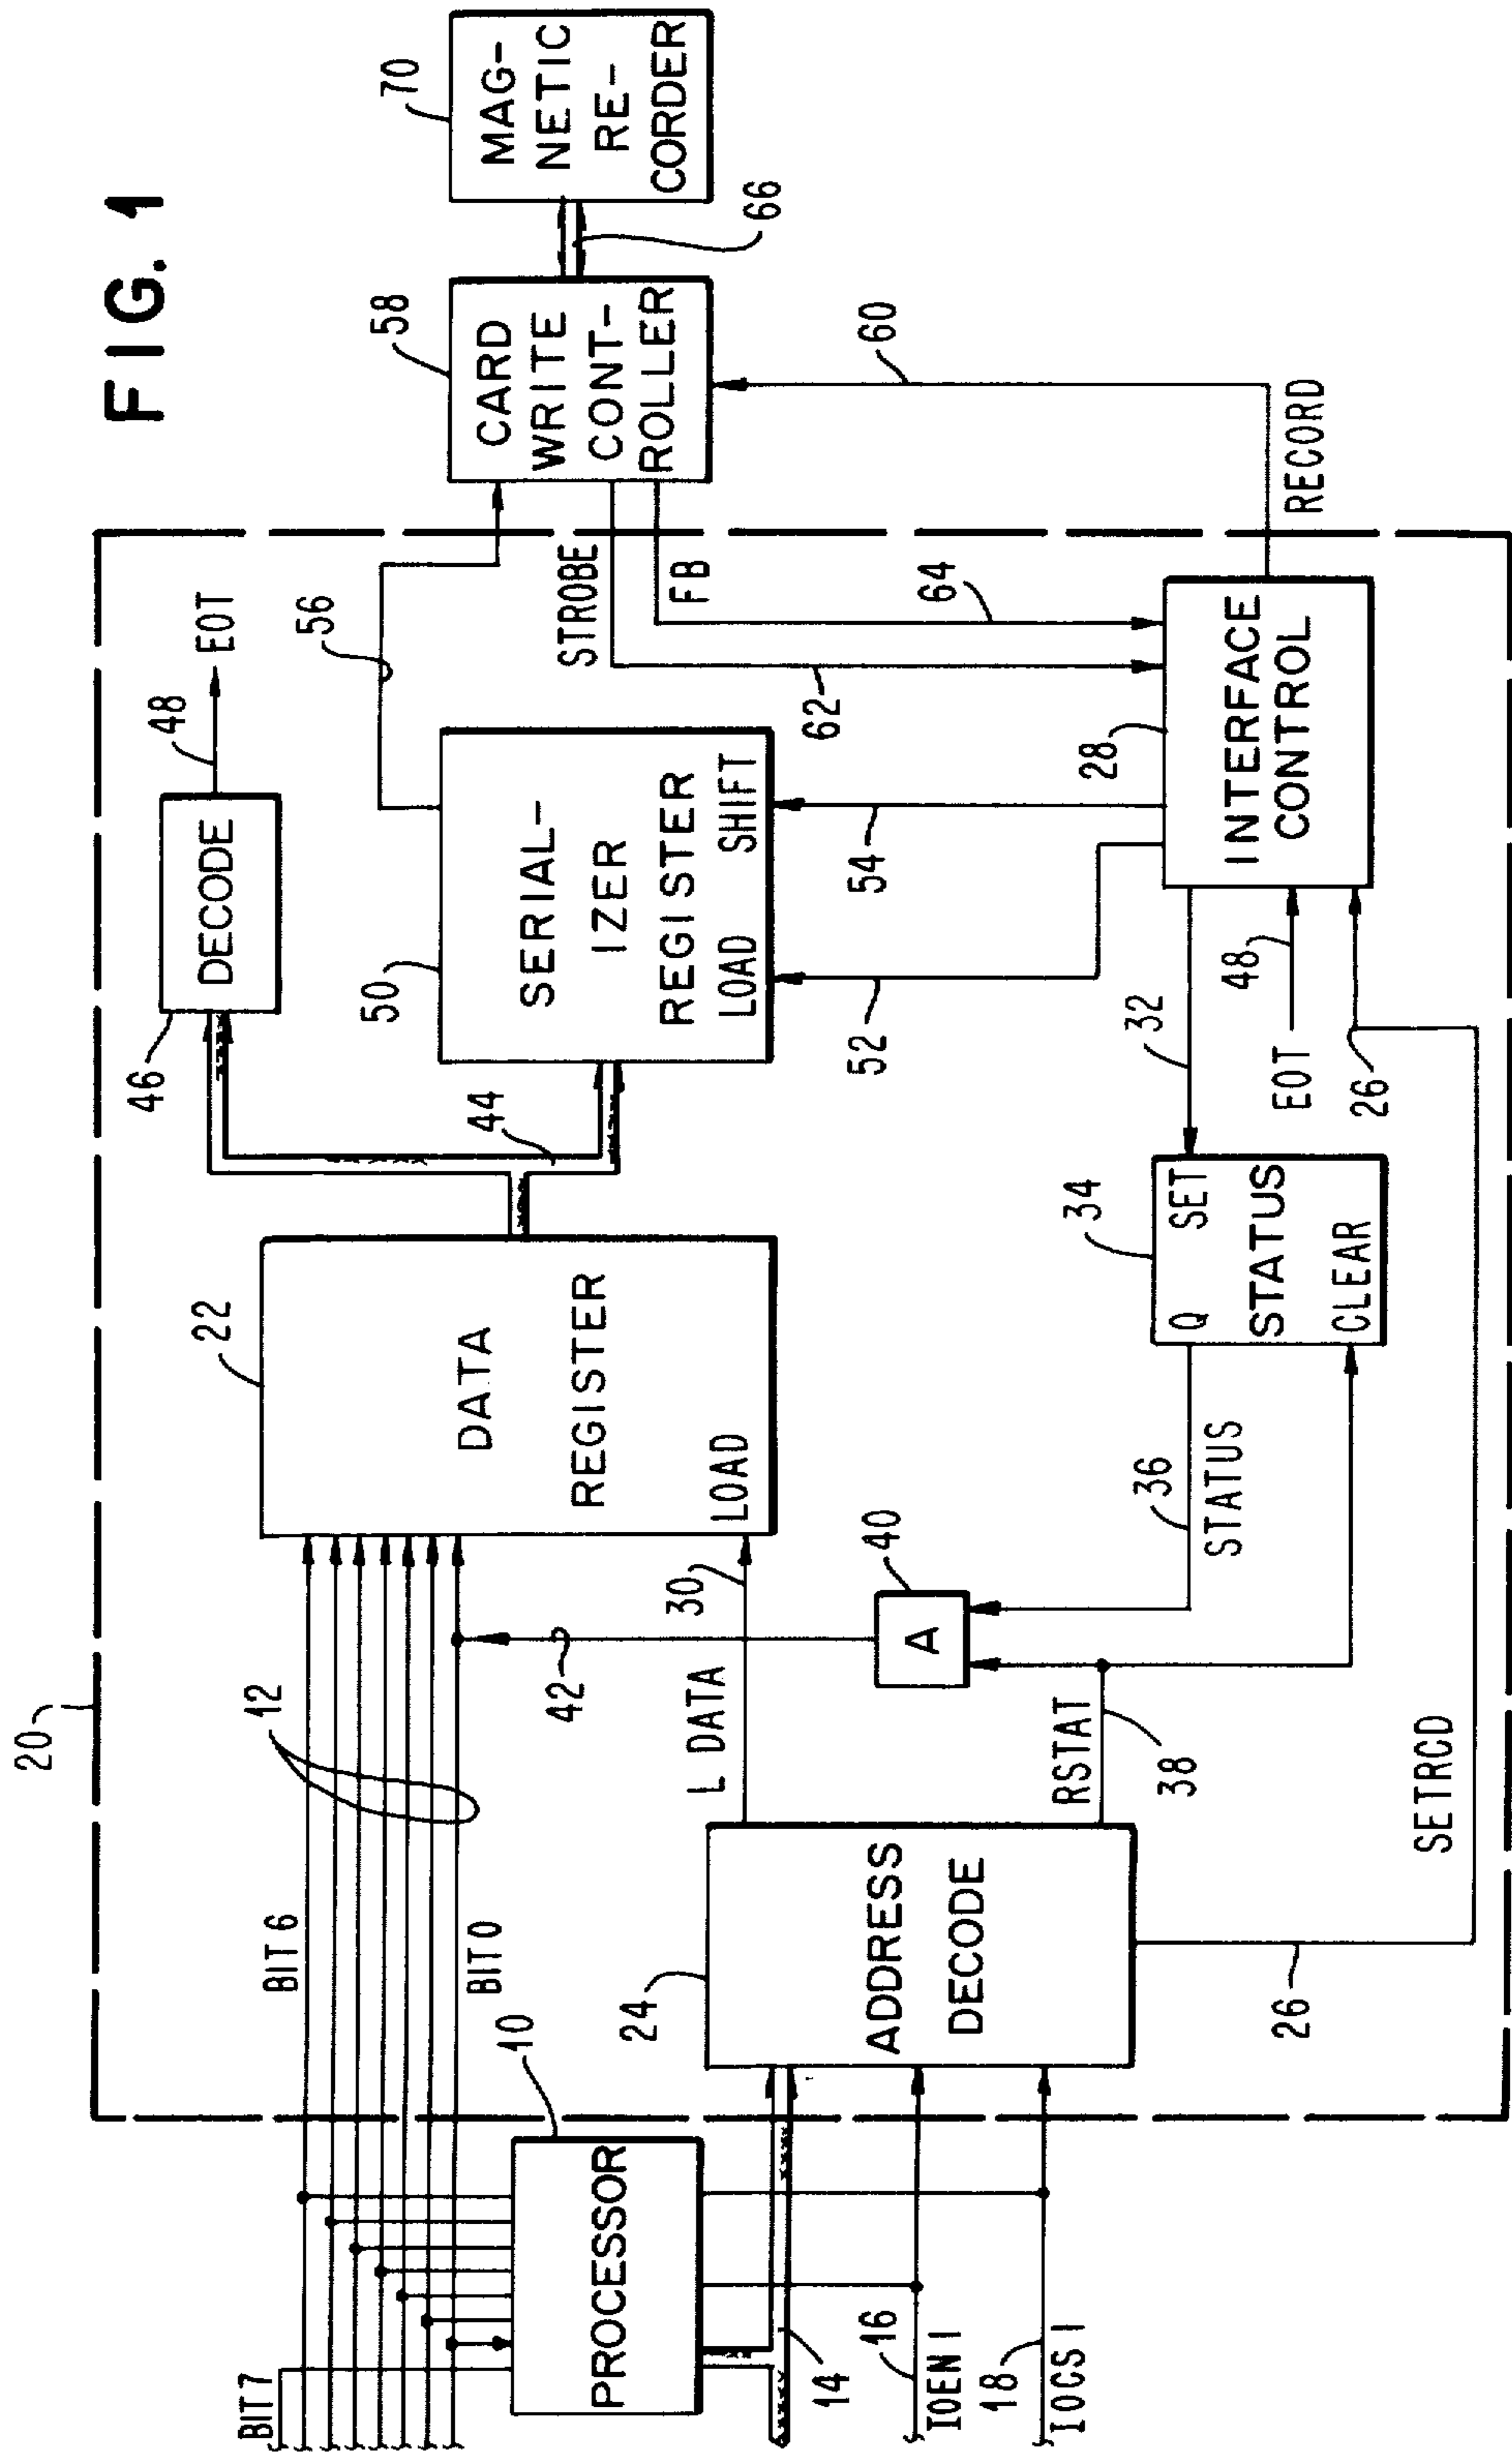 FIG. 1
20
BIT 7
BIT 6
BIT 0
12
10
PROCESSOR
14
16
IOEN I
18
IOCS I
24
ADDRESS
DECODE
26
SETRCD
L DATA
30
RSTAT
38
42
A
40
22
DATA
REGISTER
LOAD
36
STATUS
34
Q SET
STATUS
CLEAR
32
44
46
DECODE
48
EOT
50
SERIAL-
IZER
REGISTER
LOAD SHIFT
52
54
56
EOT
48
26
28
INTERFACE
CONTROL
STROBE
FB
62
64
RECORD
60
58
CARD
WRITE
CONT-
ROLLER
66
70
MAG-
NETIC
RE-
CORDER